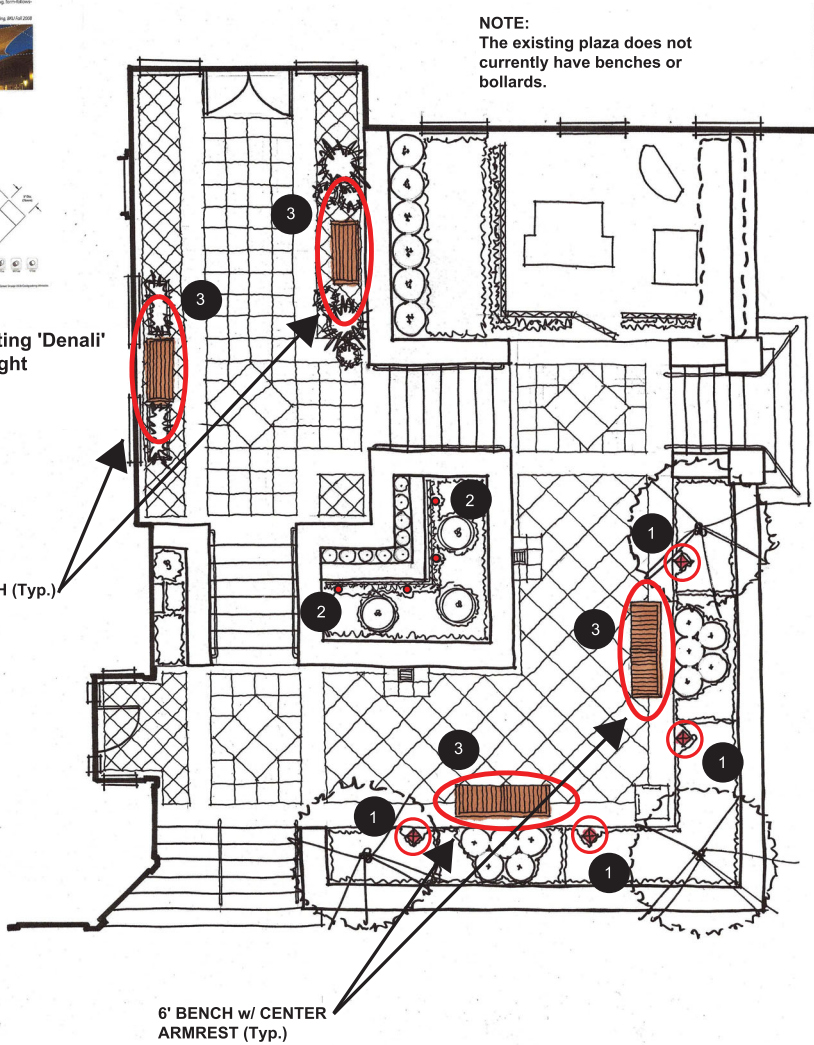 NOTE:
The existing plaza does not
currently have benches or
bollards.
3
3
ting 'Denali'
ght
2
1
H (Typ.)
2
3
3
1
1
1
6' BENCH w/ CENTER
ARMREST (Typ.)